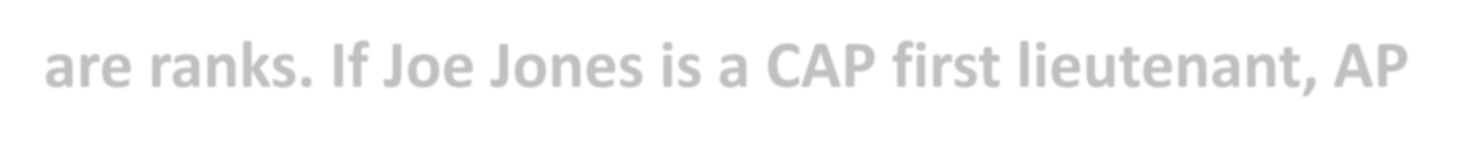 are ranks. If Joe Jones is a CAP first lieutenant, AP